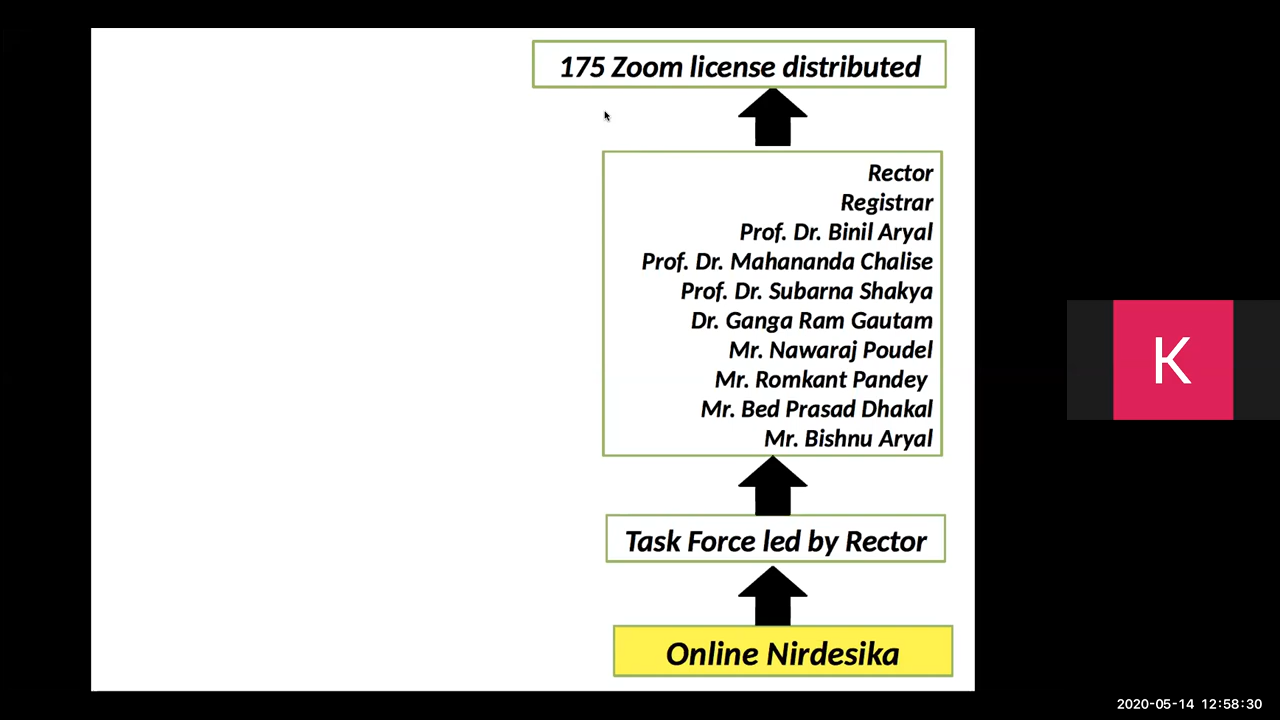 175 Zoom license distributed
Rector
Registrar
Prof. Dr. Binil Aryal
Prof. Dr. Mahananda Chalise
Prof. Dr. Subarna Shakya
Dr. Ganga Ram Gautam
Mr. Nawaraj Poudel
Mr. Romkant Pandey
Mr. Bed Prasad Dhakal
Mr. Bishnu Aryal
Task Force led by Rector
Online Nirdesika
K
2020-05-14 12:58:30